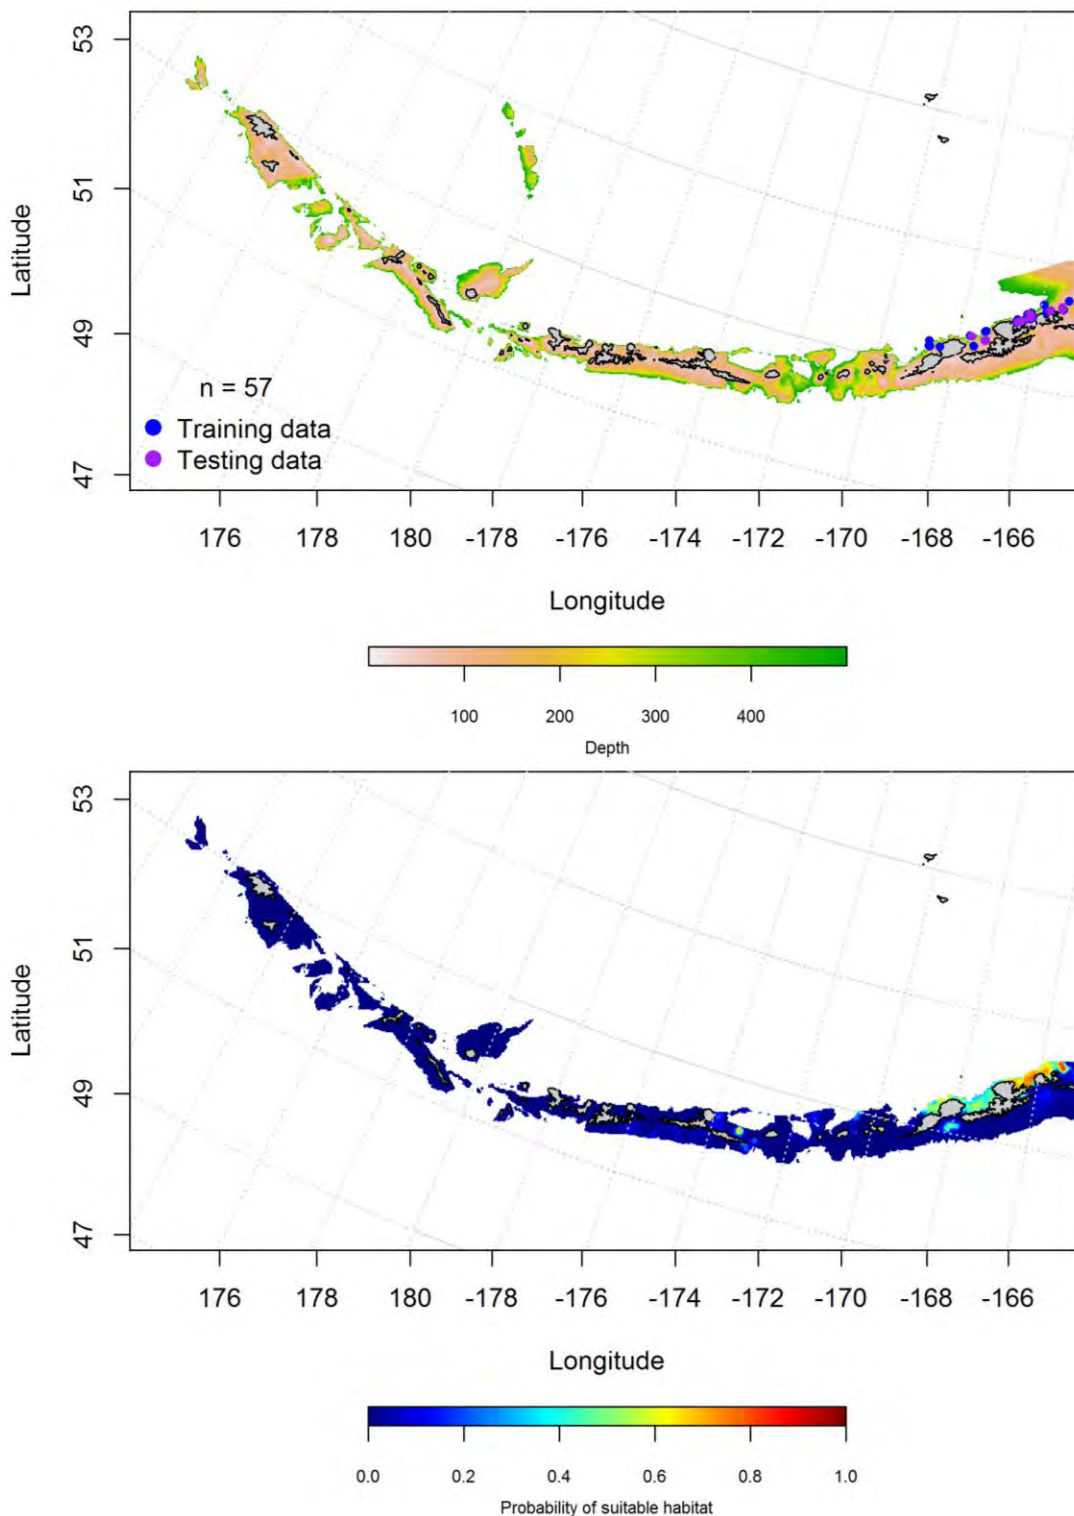 53
51
49
47
Latitude
n = 57
Training data
Testing data
176 178 180 -178 -176 -174 -172 -170 -168 -166
Longitude
100 200 300 400
Depth
53
51
49
47
Latitude
176 178 180 -178 -176 -174 -172 -170 -168 -166
Longitude
0.0 0.2 0.4 0.6 0.8 1.0
Probability of suitable habitat